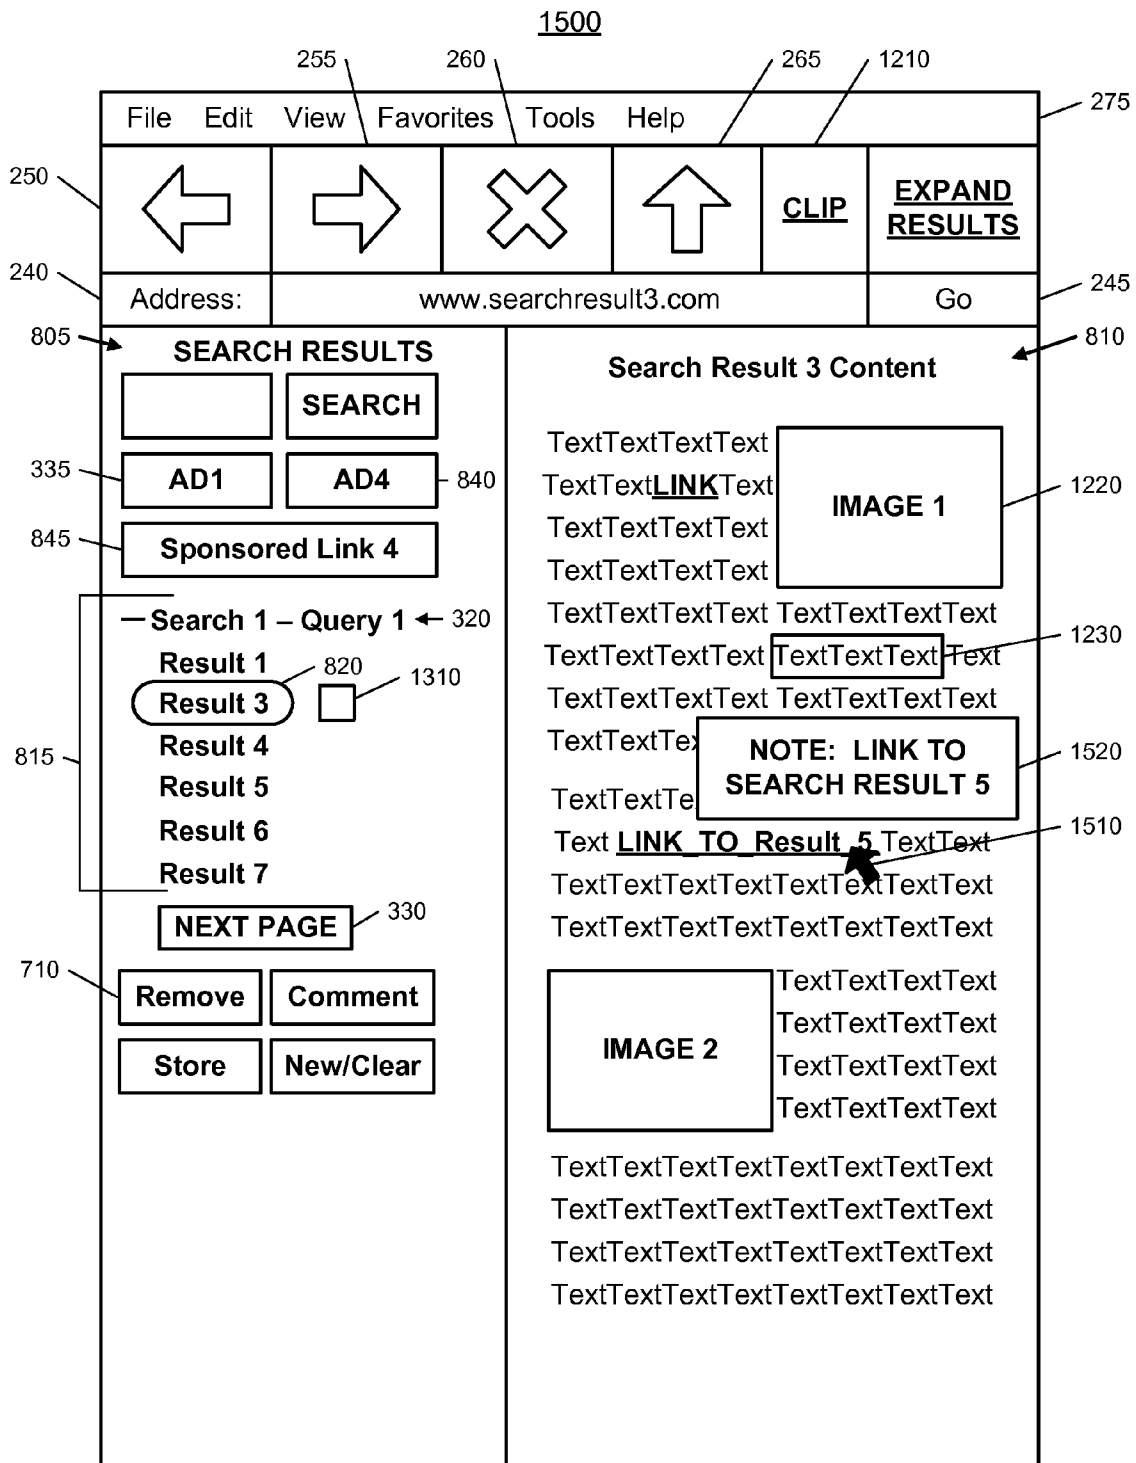 1500
255 260 265 1210
File Edit View Favorites Tools Help 275
250 CLIP EXPAND
RESULTS
240 Address: www.searchresult3.com Go 245
805 SEARCH RESULTS
SEARCH
335 AD1 AD4 840
845 Sponsored Link 4
– Search 1 – Query 1 320
Result 1
820
Result 3 1310
815
Result 4
Result 5
Result 6
Result 7
NEXT PAGE 330
710 Remove Comment
Store New/Clear
810
Search Result 3 Content
TextTextTextText
TextTextLINKText
TextTextTextText
TextTextTextText
IMAGE 1 1220
TextTextTextText TextTextTextText
TextTextTextText TextTextText Text 1230
TextTextTextText TextTextTextText
TextTextTex
NOTE: LINK TO
SEARCH RESULT 5 1520
TextTextTe
Text LINK_TO_Result_5 TextText 1510
TextTextTextTextTextTextTextText
TextTextTextTextTextTextTextText
IMAGE 2
TextTextTextText
TextTextTextText
TextTextTextText
TextTextTextText
TextTextTextTextTextTextTextText
TextTextTextTextTextTextTextText
TextTextTextTextTextTextTextText
TextTextTextTextTextTextTextText